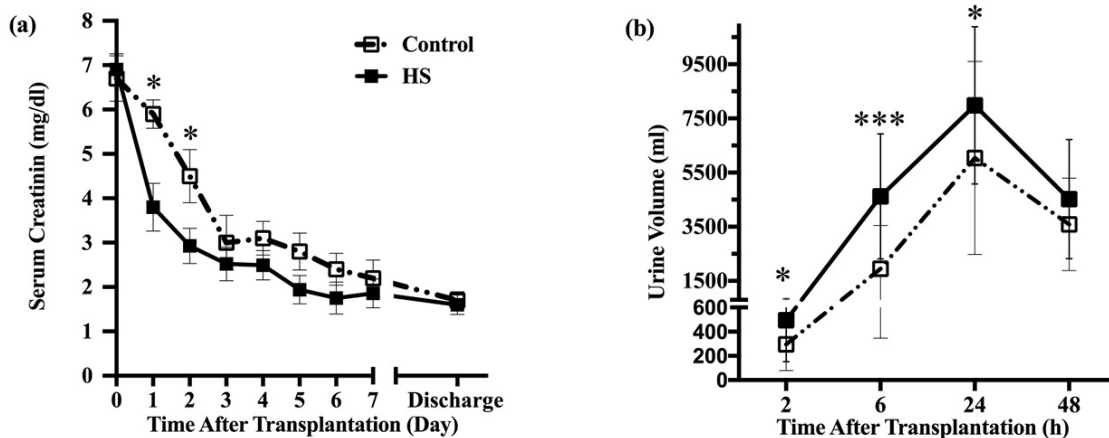 (a)
8
7
6
5
4
3
2
1
0
Serum Creatinin (mg/dl)
Control
HS
*
*
0 1 2 3 4 5 6 7 Discharge
Time After Transplantation (Day)
(b)
9500
7500
5500
3500
1500
600
400
200
0
Urine Volume (ml)
*
***
*
2 6 24 48
Time After Transplantation (h)